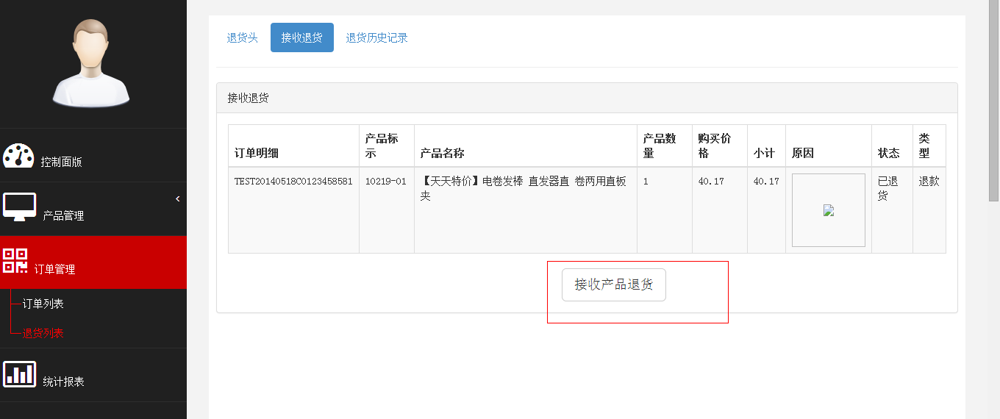 退货头 接收退货 退货历史记录
接收退货
订单明细 产品标示 产品名称 产品数量 购买价格 小计 原因 状态 类型
TEST20140518C0123458581 10219-01 【天天特价】电卷发棒 直发器直 卷两用直板夹 1 40.17 40.17 已退货 退款
接收产品退货
控制面版
产品管理
订单管理
订单列表
退货列表
统计报表